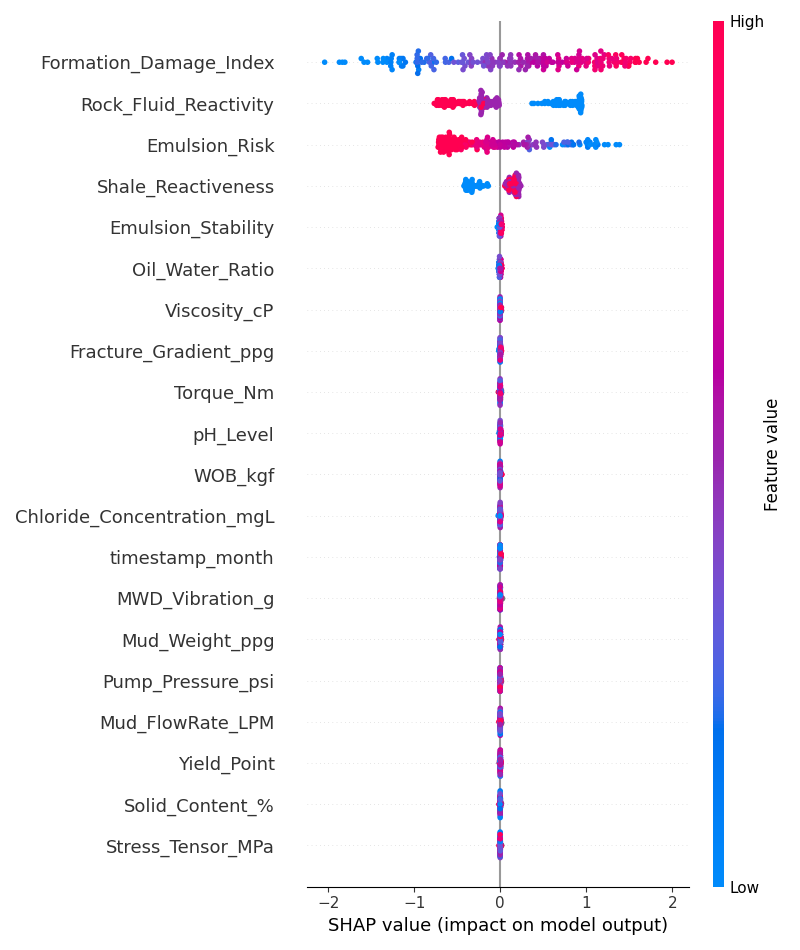 High
Formation_Damage_Index
Rock_Fluid_Reactivity
Emulsion_Risk
Shale_Reactiveness
Emulsion_Stability
Oil_Water_Ratio
Viscosity_cP
Fracture_Gradient_ppg
Torque_Nm
pH_Level
WOB_kgf
Chloride_Concentration_mgL
timestamp_month
MWD_Vibration_g
Mud_Weight_ppg
Pump_Pressure_psi
Mud_FlowRate_LPM
Yield_Point
Solid_Content_%
Stress_Tensor_MPa
Feature value
Low
−2 −1 0 1 2
SHAP value (impact on model output)